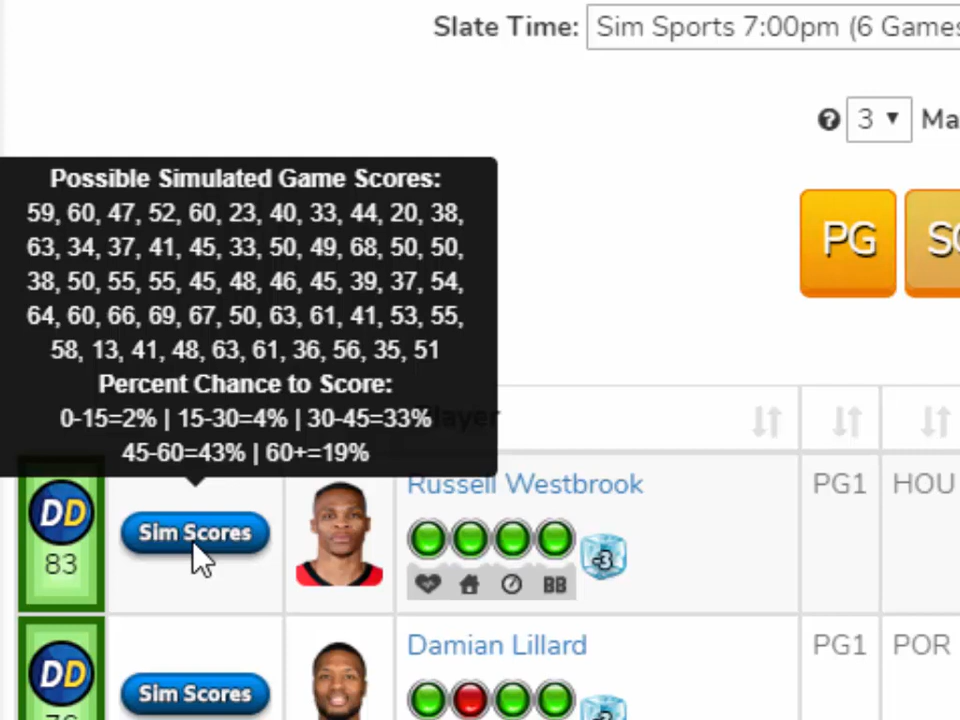 Slate Time: Sim Sports 7:00pm (6 Games
3 Ma
PG
Possible Simulated Game Scores:
59, 60, 47, 52, 60, 23, 40, 33, 44, 20, 38,
63, 34, 37, 41, 45, 33, 50, 49, 68, 50, 50,
38, 50, 55, 55, 45, 48, 46, 45, 39, 37, 54,
64, 60, 66, 69, 67, 50, 63, 61, 41, 53, 55,
58, 13, 41, 48, 63, 61, 36, 56, 35, 51
Percent Chance to Score:
0-15=2% | 15-30=4% | 30-45=33%
45-60=43% | 60+=19%
Player
DD
83
Sim Scores
Russell Westbrook
PG1
HOU
BB
-3
DD
Sim Scores
Damian Lillard
PG1
POR